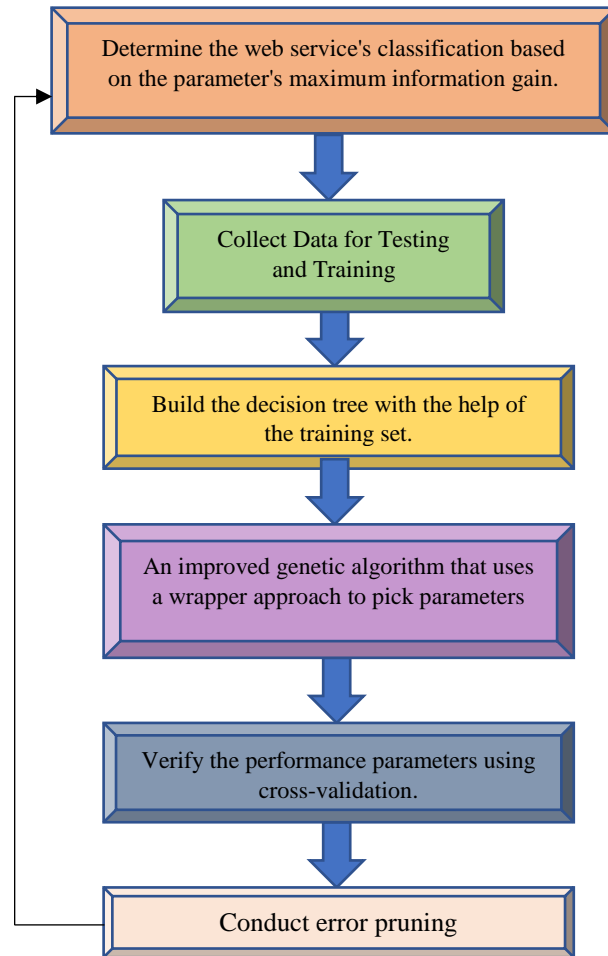 Determine the web service's classification based
on the parameter's maximum information gain.
Collect Data for Testing
and Training
Build the decision tree with the help of
the training set.
An improved genetic algorithm that uses
a wrapper approach to pick parameters
Verify the performance parameters using
cross-validation.
Conduct error pruning